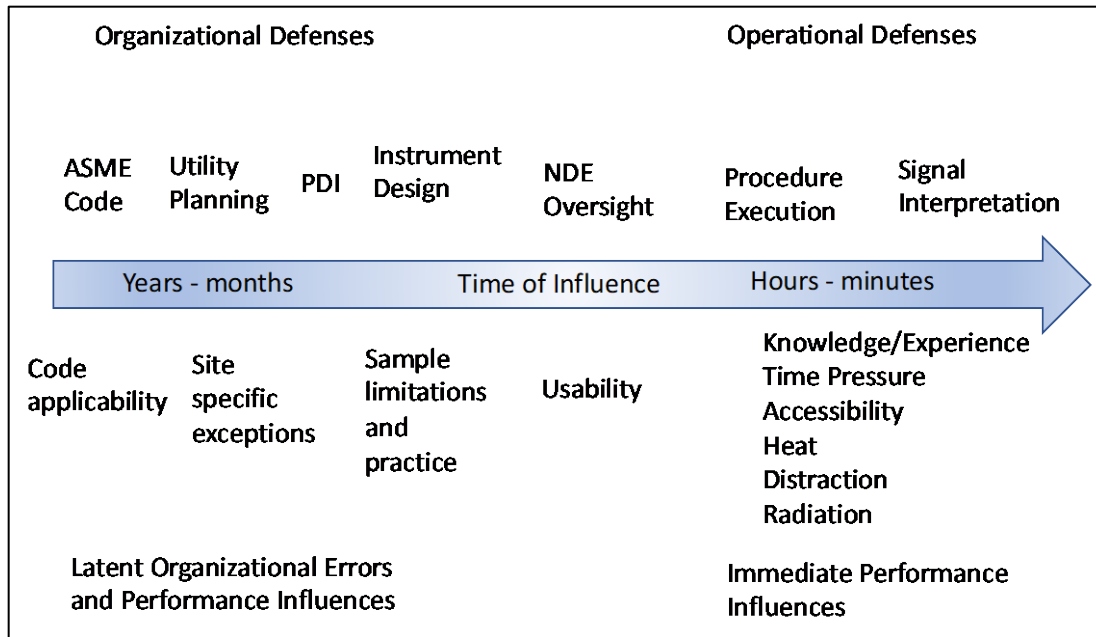 Organizational Defenses
Operational Defenses
ASME
Code
Utility
Planning
PDI
Instrument
Design
NDE
Oversight
Procedure
Execution
Signal
Interpretation
Years - months
Time of Influence
Hours - minutes
Code
applicability
Site
specific
exceptions
Sample
limitations
and
practice
Usability
Knowledge/Experience
Time Pressure
Accessibility
Heat
Distraction
Radiation
Latent Organizational Errors
and Performance Influences
Immediate Performance
Influences